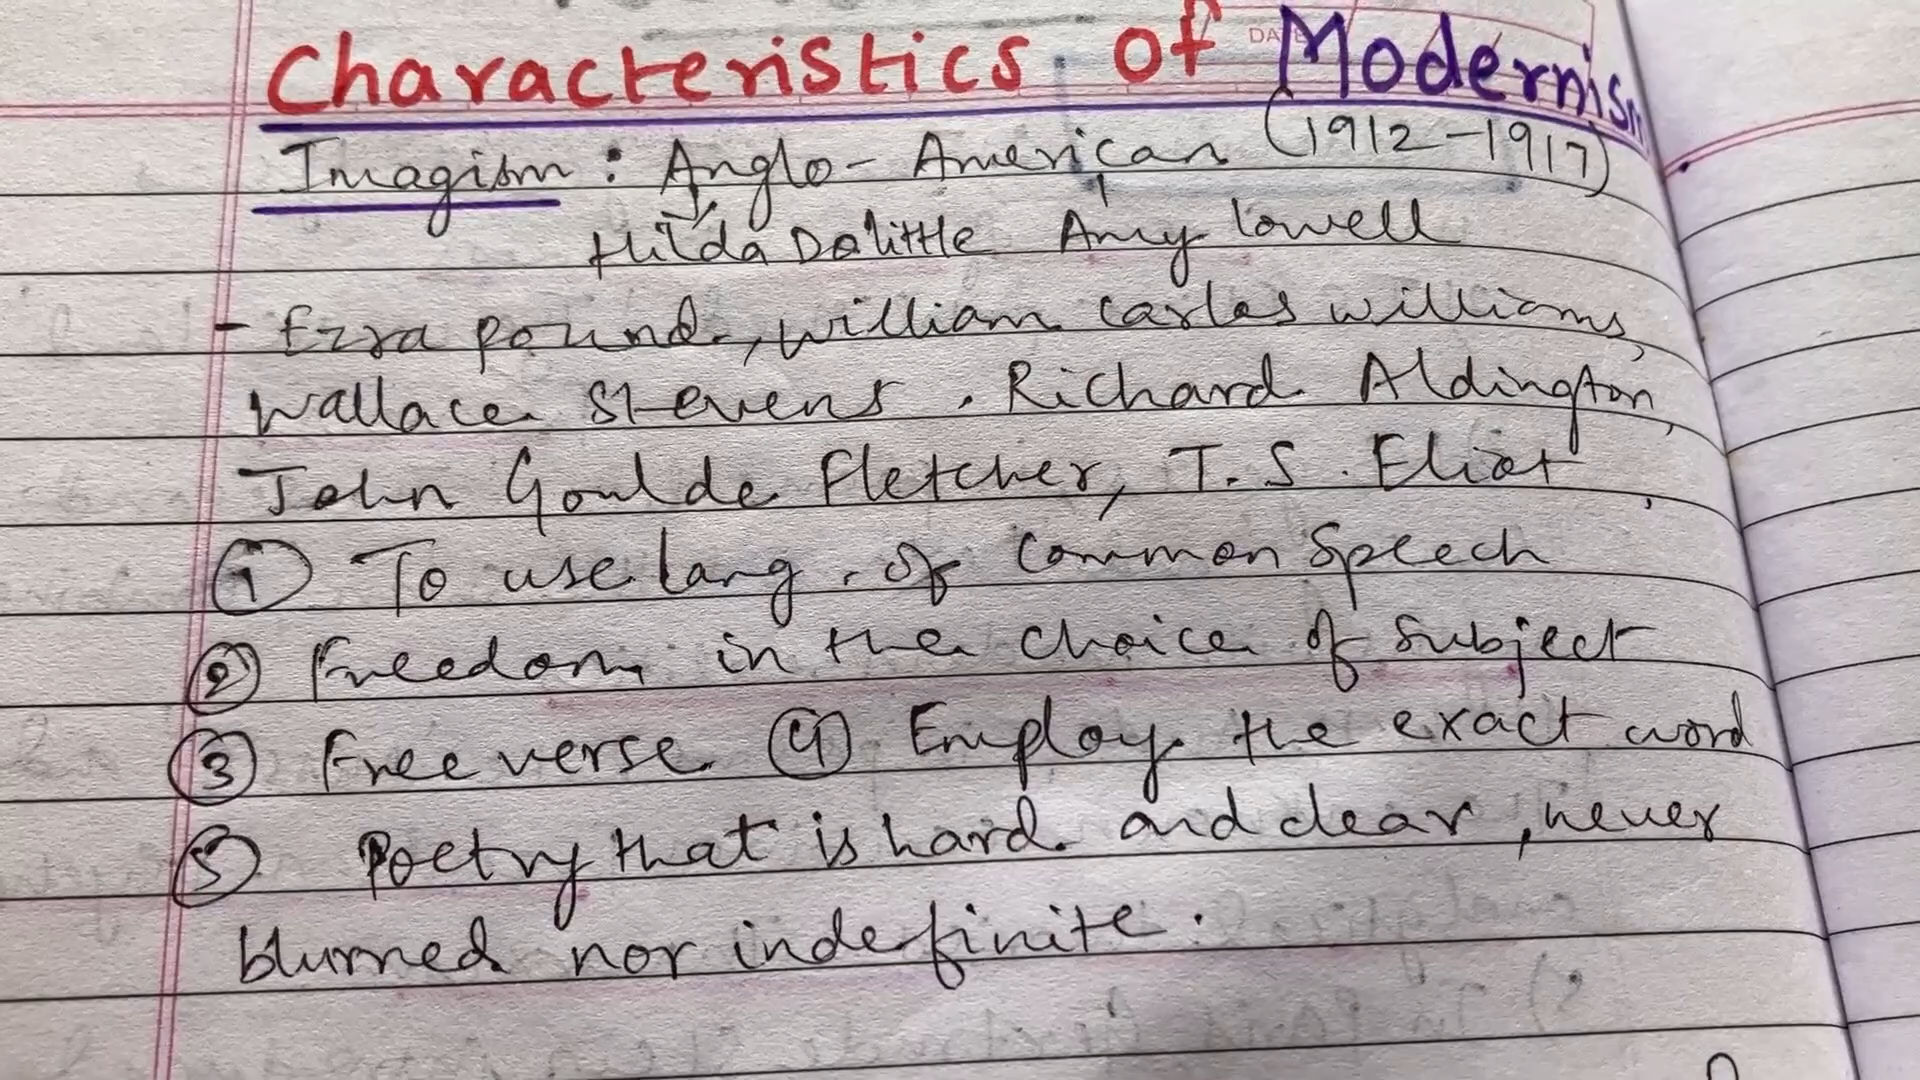 Characteristics of Modernism
Imagism : Anglo - American (1912-1917)
Hilda Dolittle Amy Lowell
- Ezra pound, william Carlos williams,
Wallace Stevens, Richard Aldington,
John Goulde Fletcher, T. S. Eliot,
① To use lang. of Common Speech
② Freedom in the choice of Subject
③ Free verse ④ Employ the exact word
⑤ Poetry that is hard and clear, never
blurred nor indefinite.